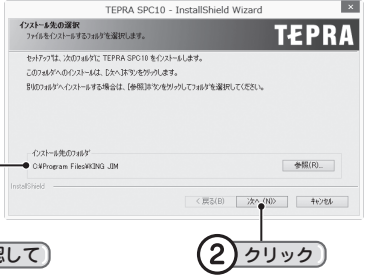 TEPRA SPC10 - InstallShield Wizard
インストール先の選択
ファイルをインストールするフォルダを選択します。
TEPRA
セットアップは、次のフォルダに TEPRA SPC10 をインストールします。
このフォルダへのインストールは、[次へ]ボタンをクリックします。
別のフォルダへインストールする場合は、[参照]ボタンをクリックしてフォルダを選択してください。
インストール先のフォルダ
C:¥Program Files¥KING JIM
参照(R)...
InstallShield
< 戻る(B)
次へ (N)>
キャンセル
認して
2 クリック